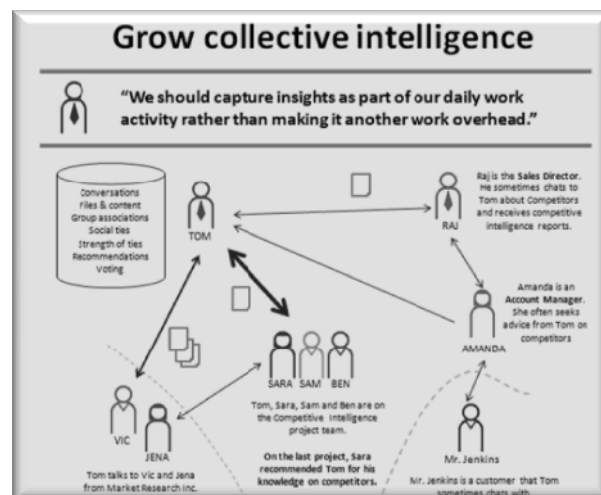 Grow collective intelligence
“We should capture insights as part of our daily work
activity rather than making it another work overhead.”
Conversations
Files & content
Group associations
Social ties
Strength of ties
Recommendations
Voting
TOM
RAJ
Raj is the Sales Director.
He sometimes chats to
Tom about Competitors
and receives competitive
intelligence reports.
Amanda is an
Account Manager.
She often seeks
advice from Tom on
competitors
AMANDA
SARA SAM BEN
Tom, Sara, Sam and Ben are on
the Competitive Intelligence
project team.
On the last project, Sara
recommended Tom for his
knowledge on competitors.
VIC
JENA
Tom talks to Vic and Jena
from Market Research Inc.
Mr. Jenkins
Mr. Jenkins is a customer that Tom
sometimes chats with